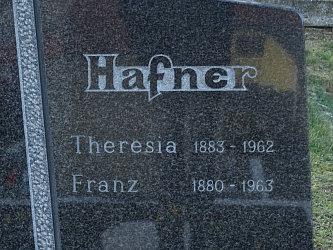 Hafner
Theresia 1883 - 1962
Franz 1880 - 1963